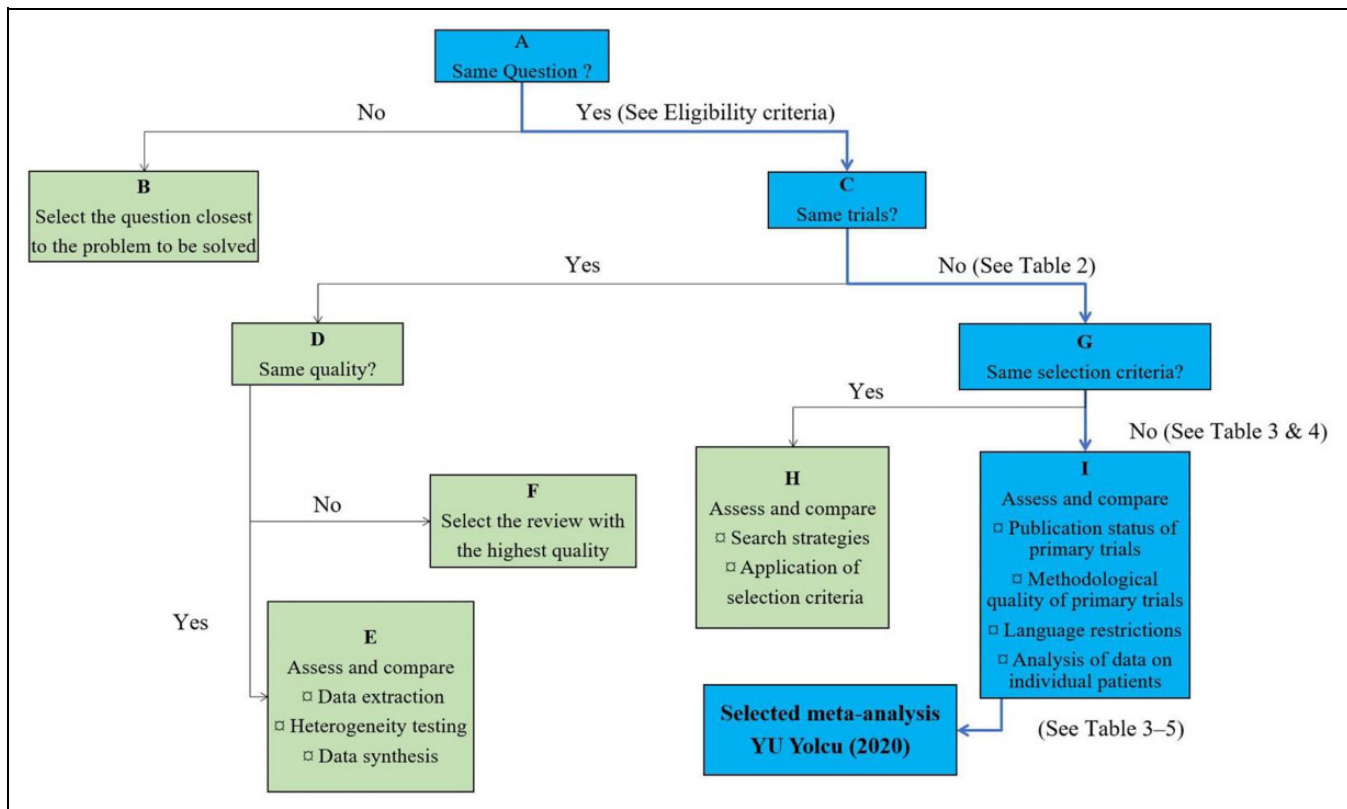 A
Same Question ?
No
Yes (See Eligibility criteria)
B
Select the question closest
to the problem to be solved
C
Same trials?
Yes
No (See Table 2)
D
Same quality?
G
Same selection criteria?
Yes
No (See Table 3 & 4)
F
Select the review with
the highest quality
No
H
Assess and compare
¤ Search strategies
¤ Application of
selection criteria
I
Assess and compare
¤ Publication status of
primary trials
¤ Methodological
quality of primary trials
¤ Language restrictions
¤ Analysis of data on
individual patients
Yes
E
Assess and compare
¤ Data extraction
¤ Heterogeneity testing
¤ Data synthesis
Selected meta-analysis
YU Yolcu (2020)
(See Table 3–5)